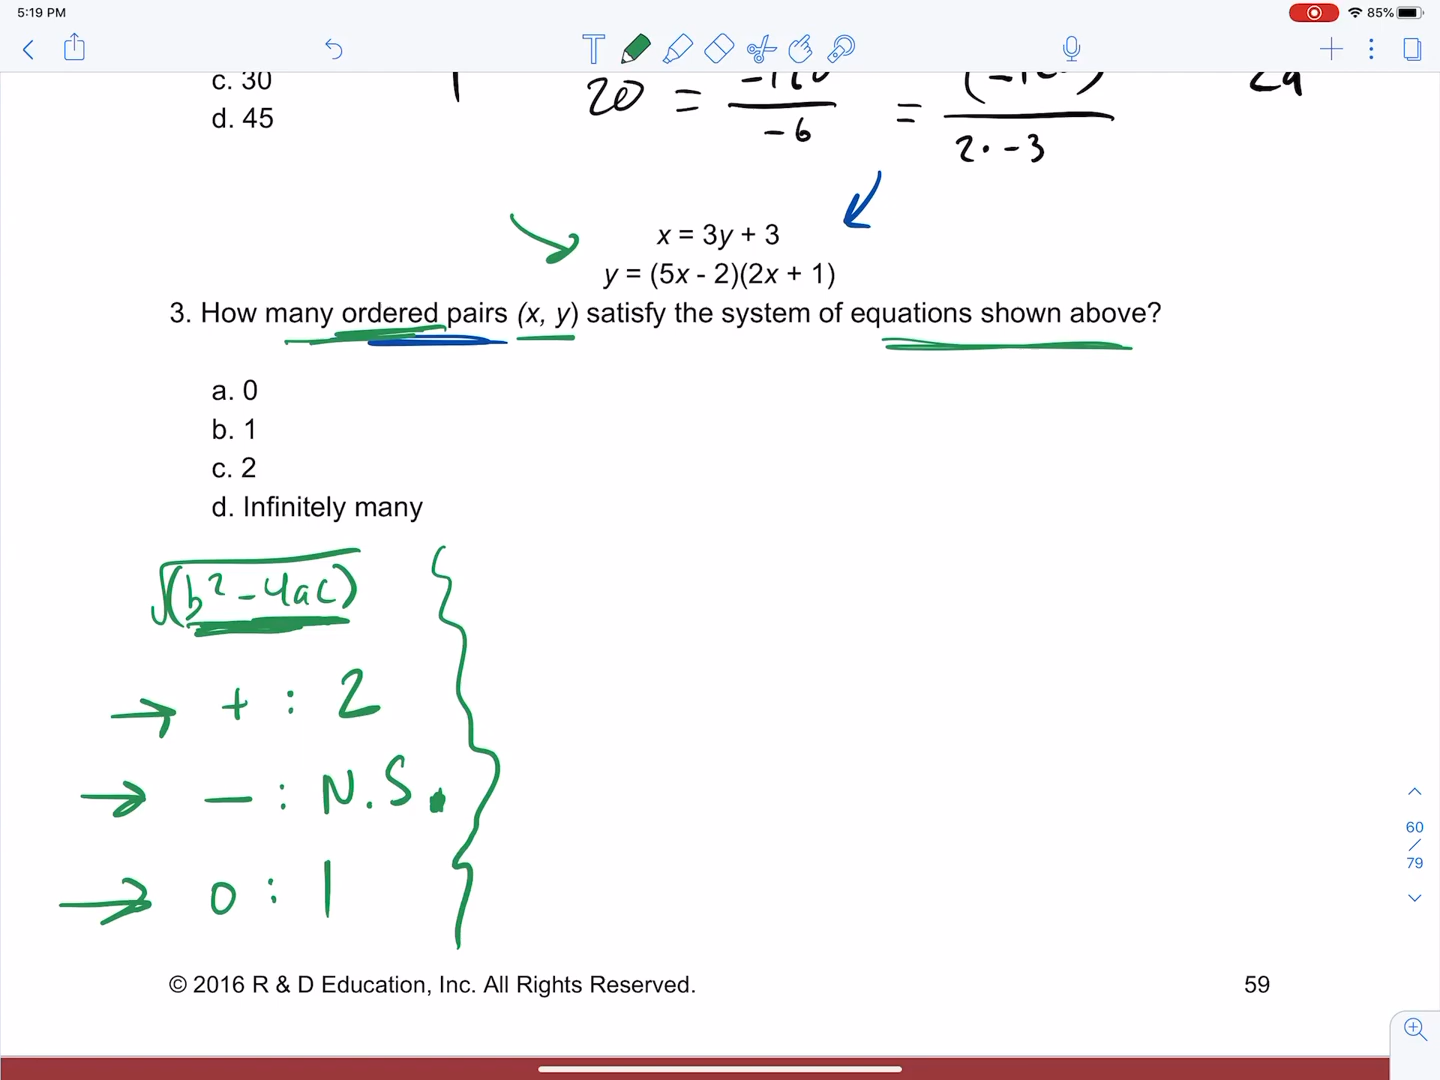 5:19 PM
85%
T
c. 30
d. 45
20 =
-6
=
2 · -3
2a
x = 3y + 3
y = (5x - 2)(2x + 1)
3. How many ordered pairs (x, y) satisfy the system of equations shown above?
a. 0
b. 1
c. 2
d. Infinitely many
√(b² - 4ac)
→ + : 2
→ — : N.S.
→ 0 : 1
60
/
79
© 2016 R & D Education, Inc. All Rights Reserved.
59